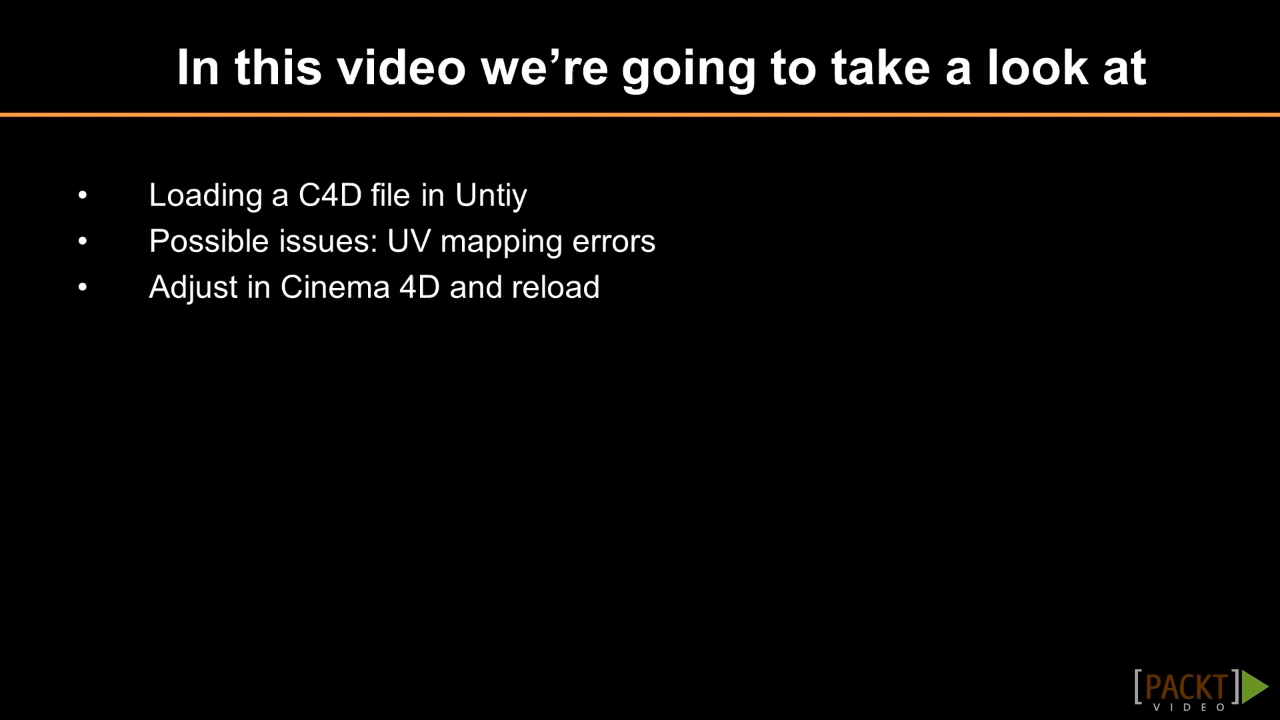 In this video we’re going to take a look at
• Loading a C4D file in Untiy
• Possible issues: UV mapping errors
• Adjust in Cinema 4D and reload
[PACKT]
VIDEO